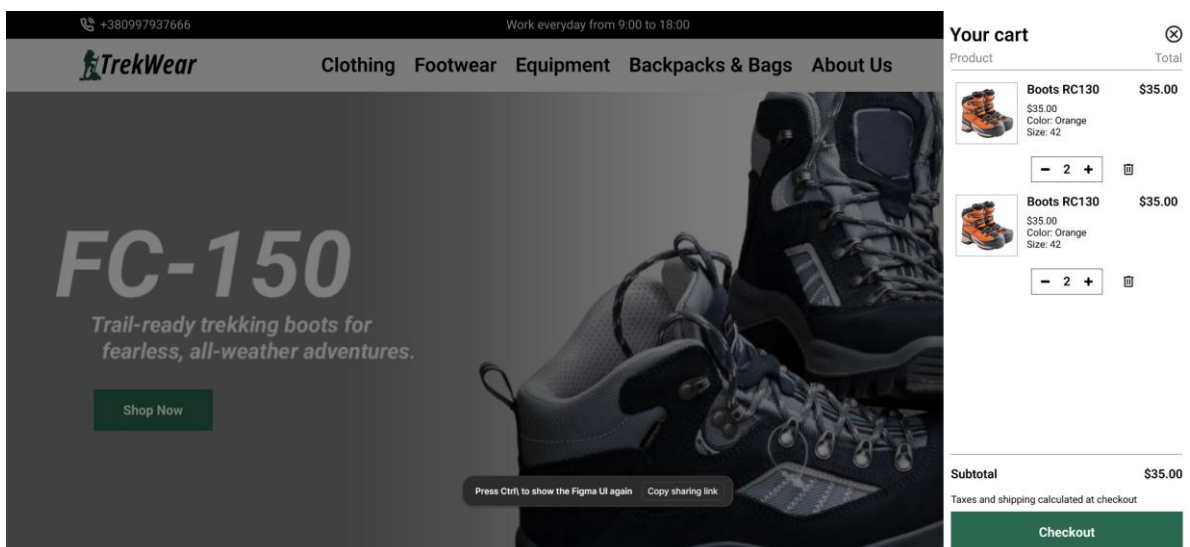 +380997937666
Work everyday from 9:00 to 18:00
TrekWear
Clothing Footwear Equipment Backpacks & Bags About Us
FC-150
Trail-ready trekking boots for
fearless, all-weather adventures.
Shop Now
Press Ctrl\ to show the Figma UI again Copy sharing link
Your cart
Product Total
Boots RC130 $35.00
$35.00
Color: Orange
Size: 42
− 2 +
Boots RC130 $35.00
$35.00
Color: Orange
Size: 42
− 2 +
Subtotal $35.00
Taxes and shipping calculated at checkout
Checkout